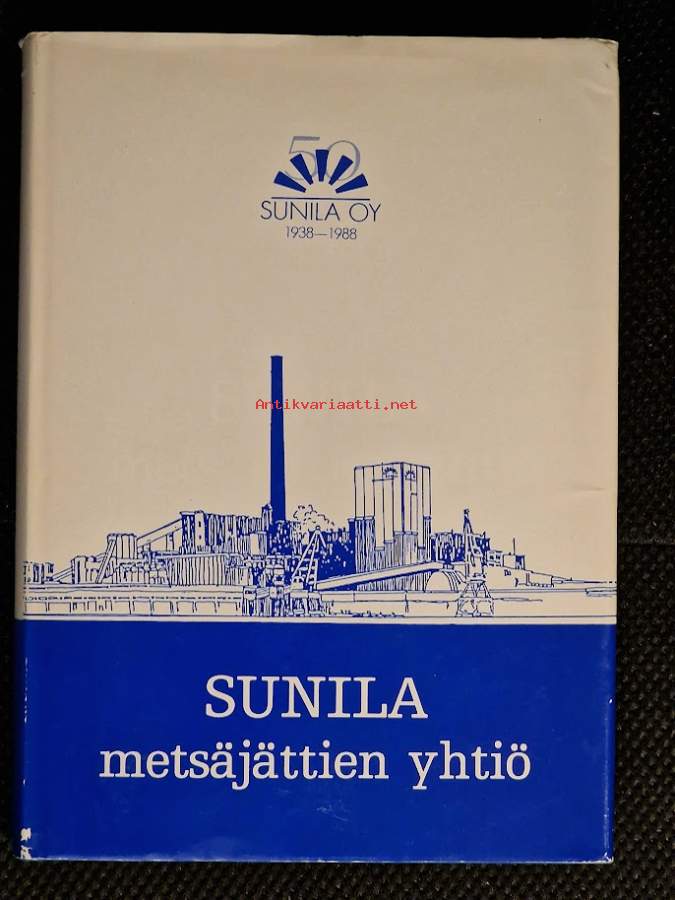 50
SUNILA OY
1938—1988
Antikvariaatti.net
SUNILA
metsäjättien yhtiö